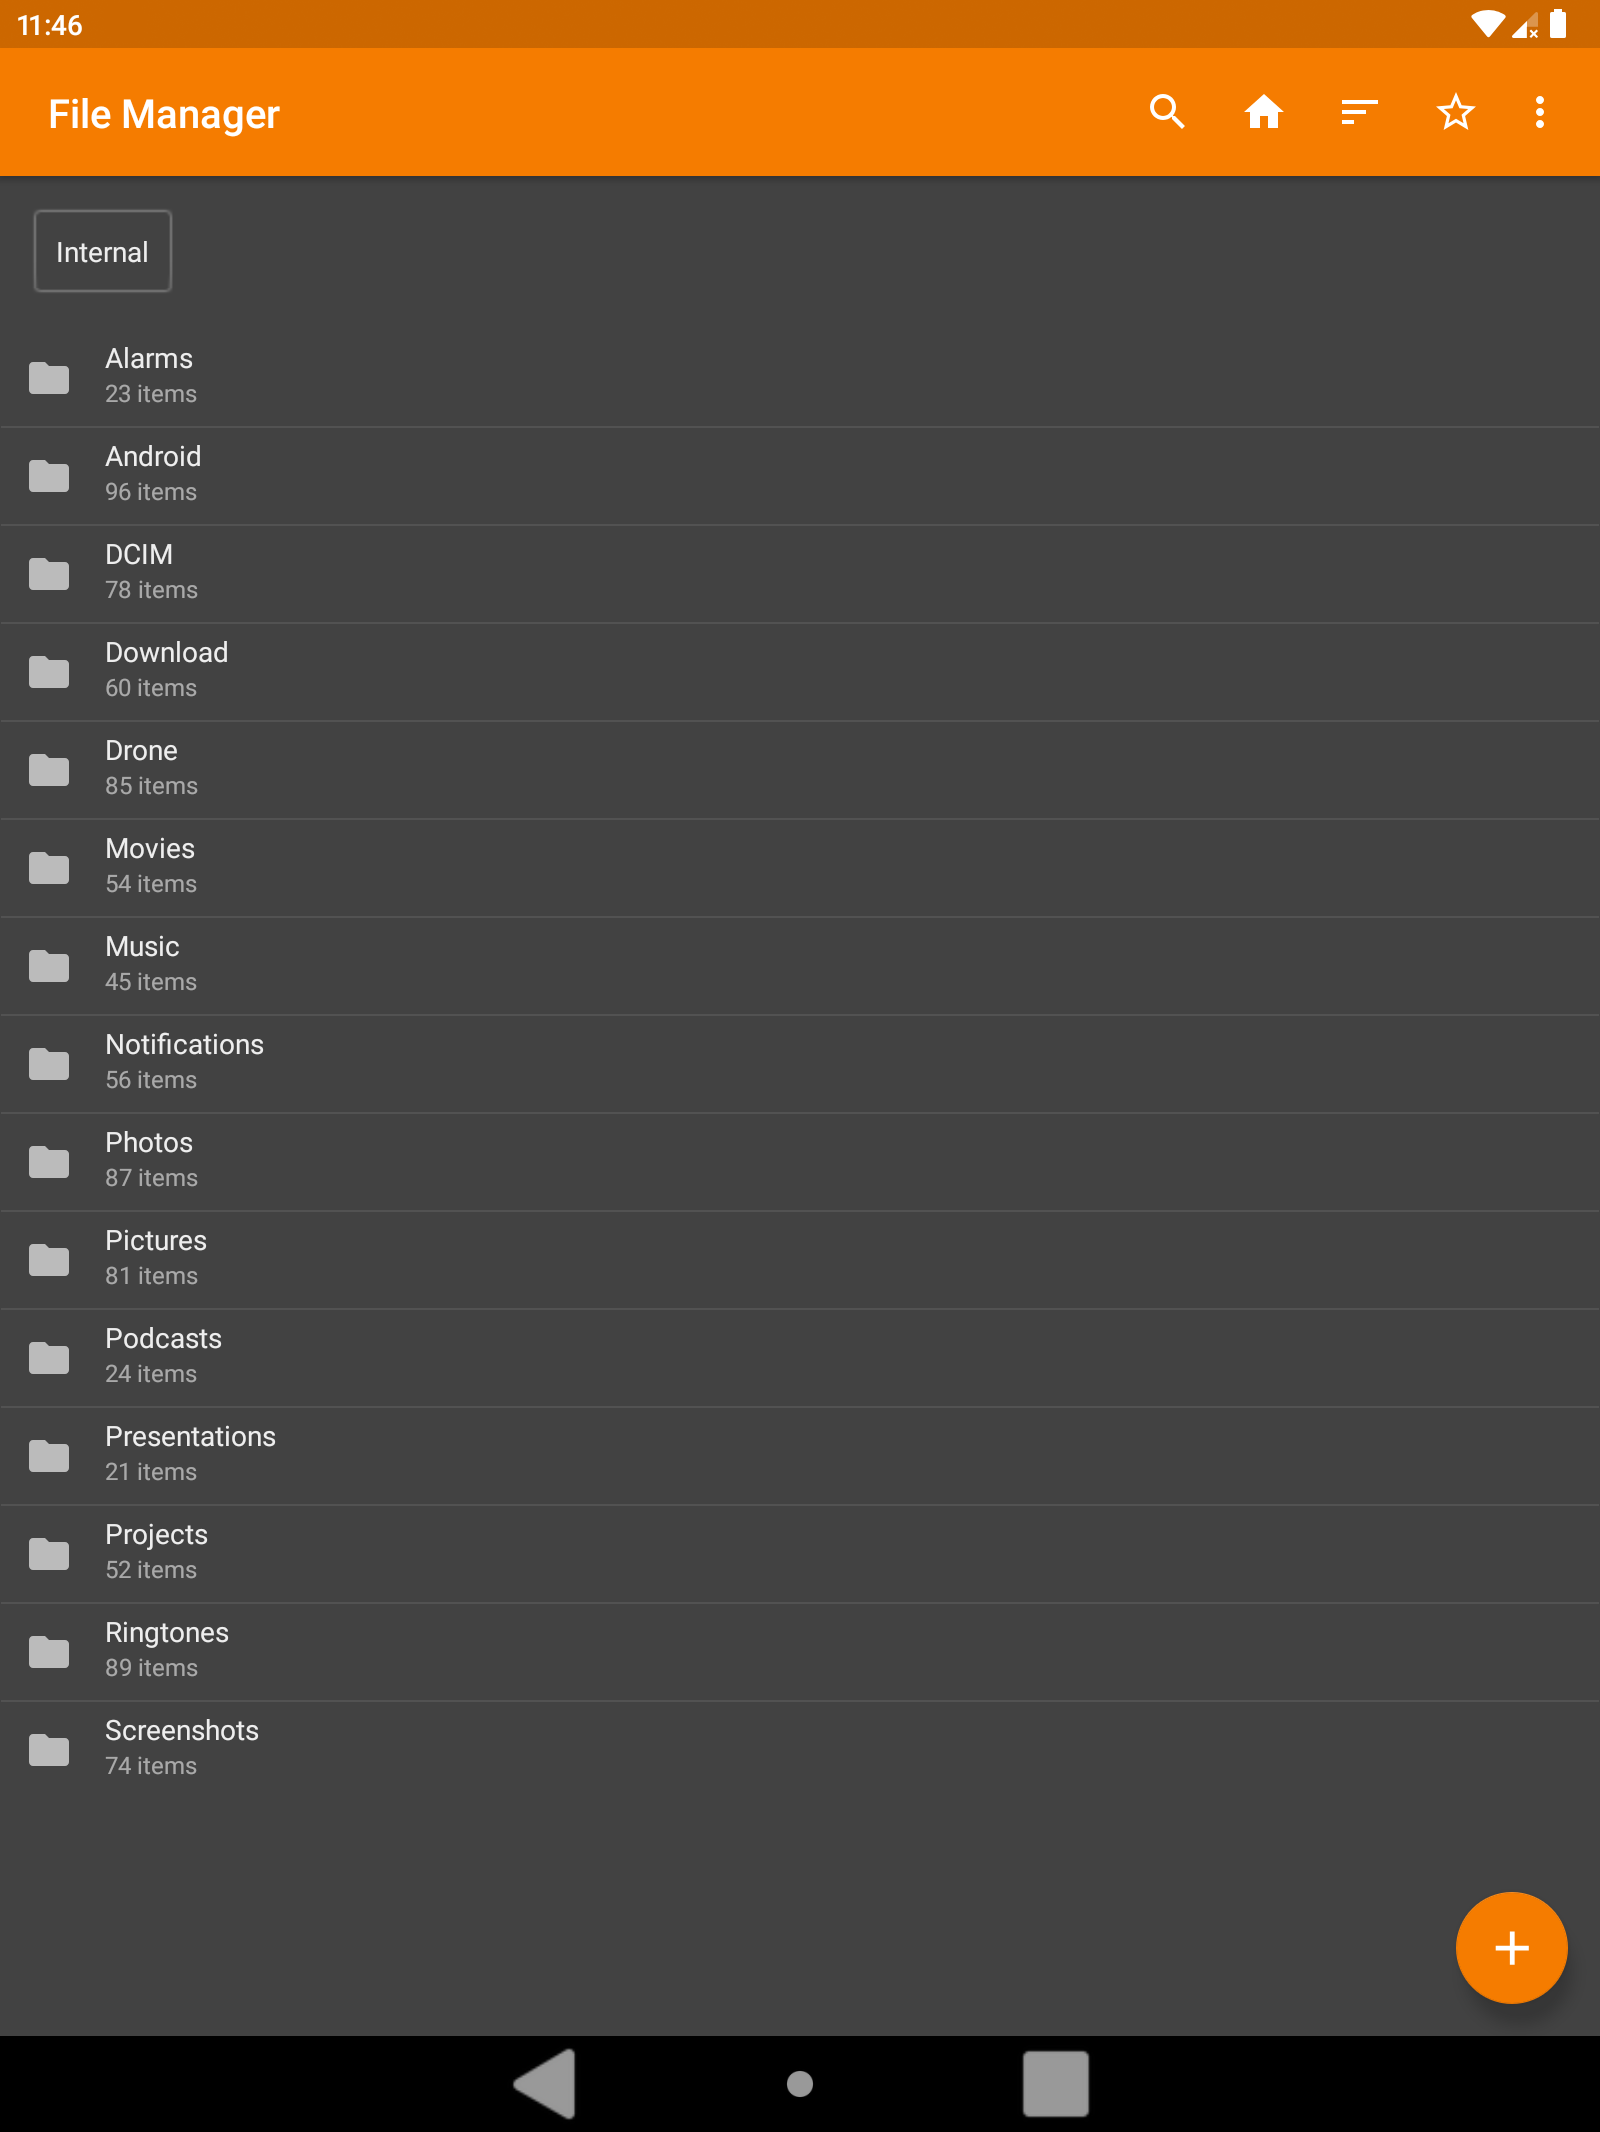 11:46
File Manager
Internal
Alarms
23 items
Android
96 items
DCIM
78 items
Download
60 items
Drone
85 items
Movies
54 items
Music
45 items
Notifications
56 items
Photos
87 items
Pictures
81 items
Podcasts
24 items
Presentations
21 items
Projects
52 items
Ringtones
89 items
Screenshots
74 items